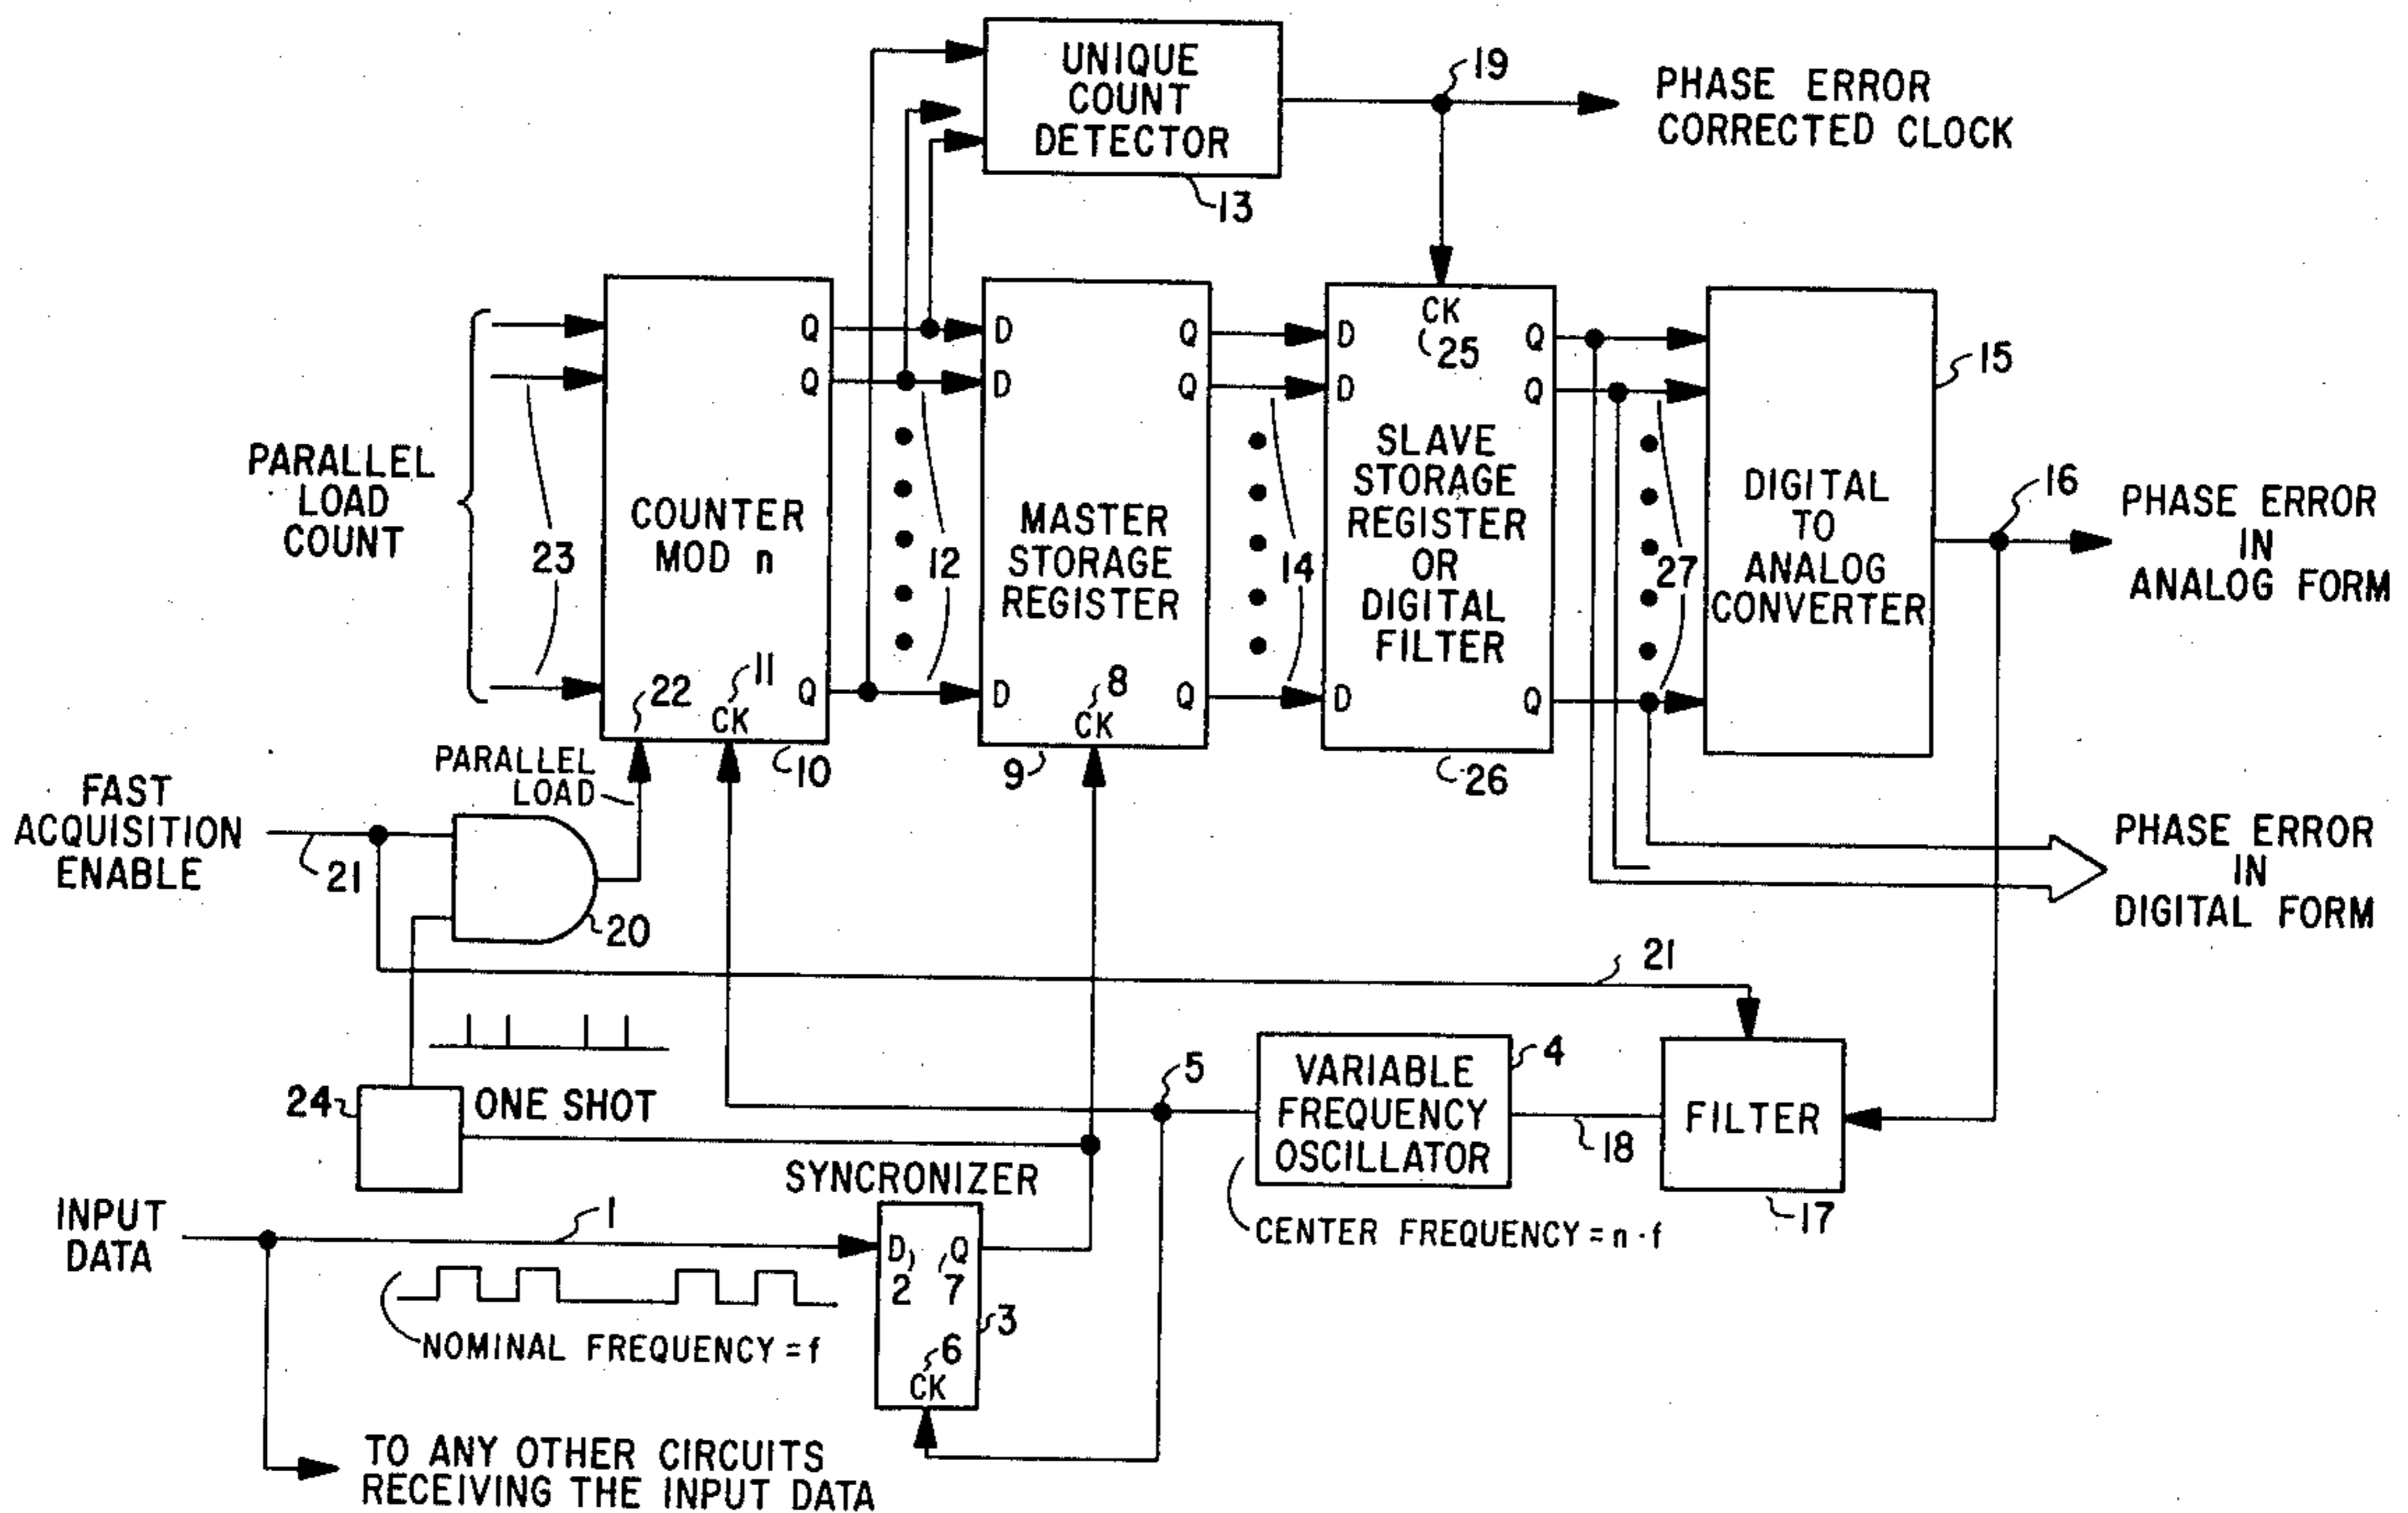 UNIQUE
COUNT
DETECTOR
13
19
PHASE ERROR
CORRECTED CLOCK
PARALLEL
LOAD
COUNT
23
Q
Q
COUNTER
MOD n
22
11
CK
Q
10
12
D
D
MASTER
STORAGE
REGISTER
D
8
CK
9
Q
Q
Q
14
D
D
D
CK
25
SLAVE
STORAGE
REGISTER
OR
DIGITAL
FILTER
26
Q
Q
Q
27
DIGITAL
TO
ANALOG
CONVERTER
15
16
PHASE ERROR
IN
ANALOG FORM
PARALLEL
LOAD
FAST
ACQUISITION
ENABLE
21
20
PHASE ERROR
IN
DIGITAL FORM
21
24
ONE SHOT
5
VARIABLE
FREQUENCY
OSCILLATOR
4
18
FILTER
17
CENTER FREQUENCY = n · f
SYNCRONIZER
INPUT
DATA
1
D
2
Q
7
3
6
CK
NOMINAL FREQUENCY = f
TO ANY OTHER CIRCUITS
RECEIVING THE INPUT DATA